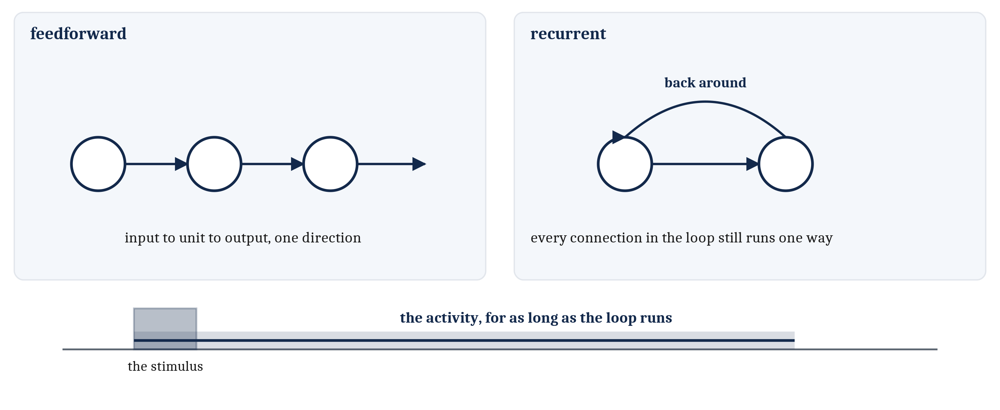 feedforward
input to unit to output, one direction
recurrent
back around
every connection in the loop still runs one way
the activity, for as long as the loop runs
the stimulus